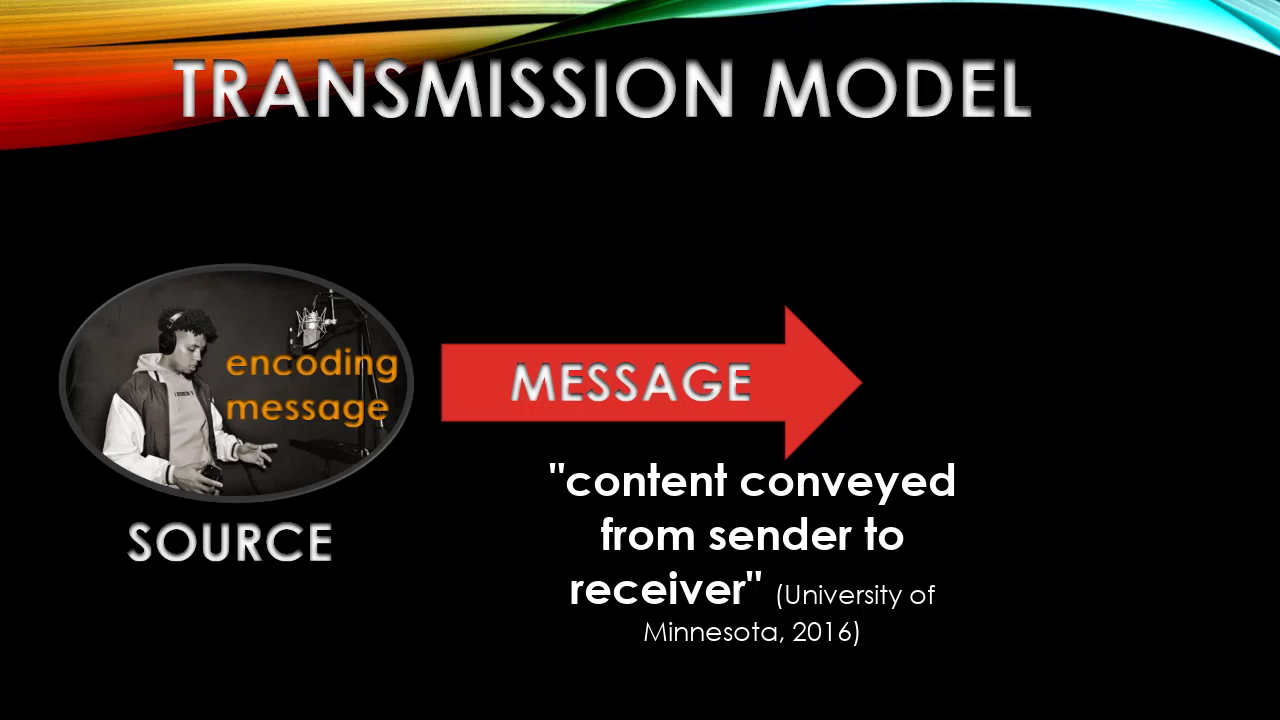 TRANSMISSION MODEL
encoding
message
SOURCE
MESSAGE
"content conveyed
from sender to
receiver" (University of
Minnesota, 2016)